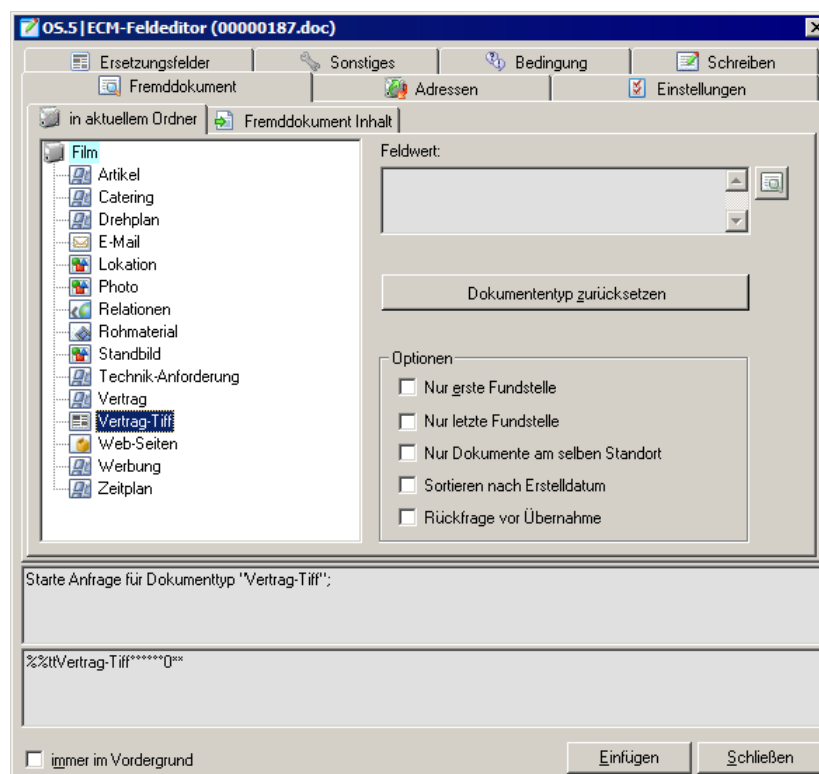 OS.5|ECM-Feldeditor (00000187.doc)
Ersetzungsfelder
Sonstiges
Bedingung
Schreiben
Fremddokument
Adressen
Einstellungen
in aktuellem Ordner
Fremddokument Inhalt
Film
Artikel
Catering
Drehplan
E-Mail
Lokation
Photo
Relationen
Rohmaterial
Standbild
Technik-Anforderung
Vertrag
Vertrag-Tiff
Web-Seiten
Werbung
Zeitplan
Feldwert:
Dokumententyp zurücksetzen
Optionen
Nur erste Fundstelle
Nur letzte Fundstelle
Nur Dokumente am selben Standort
Sortieren nach Erstelldatum
Rückfrage vor Übernahme
Starte Anfrage für Dokumenttyp "Vertrag-Tiff";
%%ttVertrag-Tiff******0**
immer im Vordergrund
Einfügen
Schließen